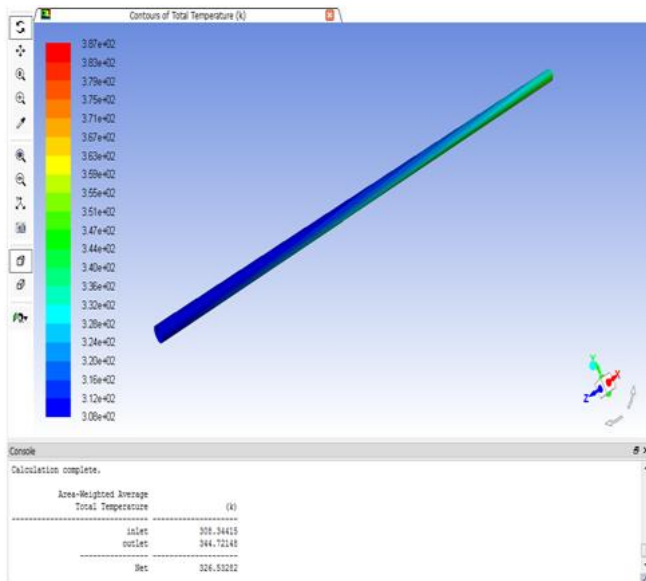 Contours of Total Temperature (k)
3.87e+02
3.83e+02
3.79e+02
3.75e+02
3.71e+02
3.67e+02
3.63e+02
3.59e+02
3.55e+02
3.51e+02
3.47e+02
3.44e+02
3.40e+02
3.36e+02
3.32e+02
3.28e+02
3.24e+02
3.20e+02
3.16e+02
3.12e+02
3.08e+02
Y
X
Z
Console
Calculation complete.
Area-Weighted Average
Total Temperature (k)
-------------------------------- --------------------
inlet 308.34415
outlet 344.72148
---------------- --------------------
Net 326.53282